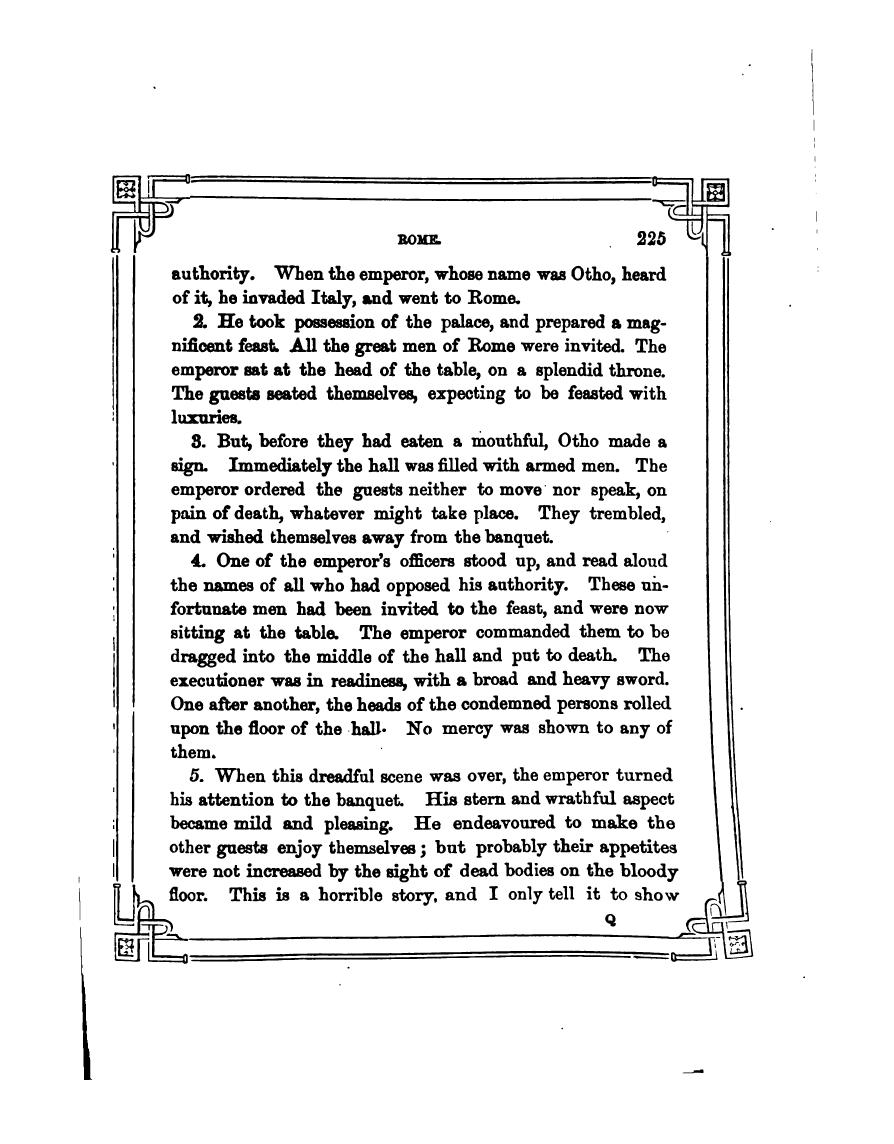 ROME. 225
authority. When the emperor, whose name was Otho, heard
of it, he invaded Italy, and went to Rome.
2. He took possession of the palace, and prepared a mag-
nificent feast. All the great men of Rome were invited. The
emperor sat at the head of the table, on a splendid throne.
The guests seated themselves, expecting to be feasted with
luxuries.
3. But, before they had eaten a mouthful, Otho made a
sign. Immediately the hall was filled with armed men. The
emperor ordered the guests neither to move nor speak, on
pain of death, whatever might take place. They trembled,
and wished themselves away from the banquet.
4. One of the emperor's officers stood up, and read aloud
the names of all who had opposed his authority. These un-
fortunate men had been invited to the feast, and were now
sitting at the table. The emperor commanded them to be
dragged into the middle of the hall and put to death. The
executioner was in readiness, with a broad and heavy sword.
One after another, the heads of the condemned persons rolled
upon the floor of the hall. No mercy was shown to any of
them.
5. When this dreadful scene was over, the emperor turned
his attention to the banquet. His stern and wrathful aspect
became mild and pleasing. He endeavoured to make the
other guests enjoy themselves; but probably their appetites
were not increased by the sight of dead bodies on the bloody
floor. This is a horrible story, and I only tell it to show
Q